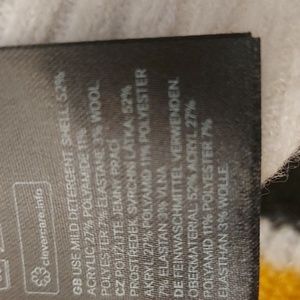 clevercare.info
GB USE MILD DETERGENT. SHELL: 52%
ACRYLIC 27% POLYAMIDE 11%
POLYESTER 7% ELASTANE 3% WOOL.
CZ POUŽIJTE JEMNÝ PRACÍ
PROSTŘEDEK. SVRCHNÍ LÁTKA: 52%
AKRYL 27% POLYAMID 11% POLYESTER
7% ELASTAN 3% VLNA.
DE FEINWASCHMITTEL VERWENDEN.
OBERMATERIAL: 52% ACRYL 27%
POLYAMID 11% POLYESTER 7%
ELASTHAN 3% WOLLE.